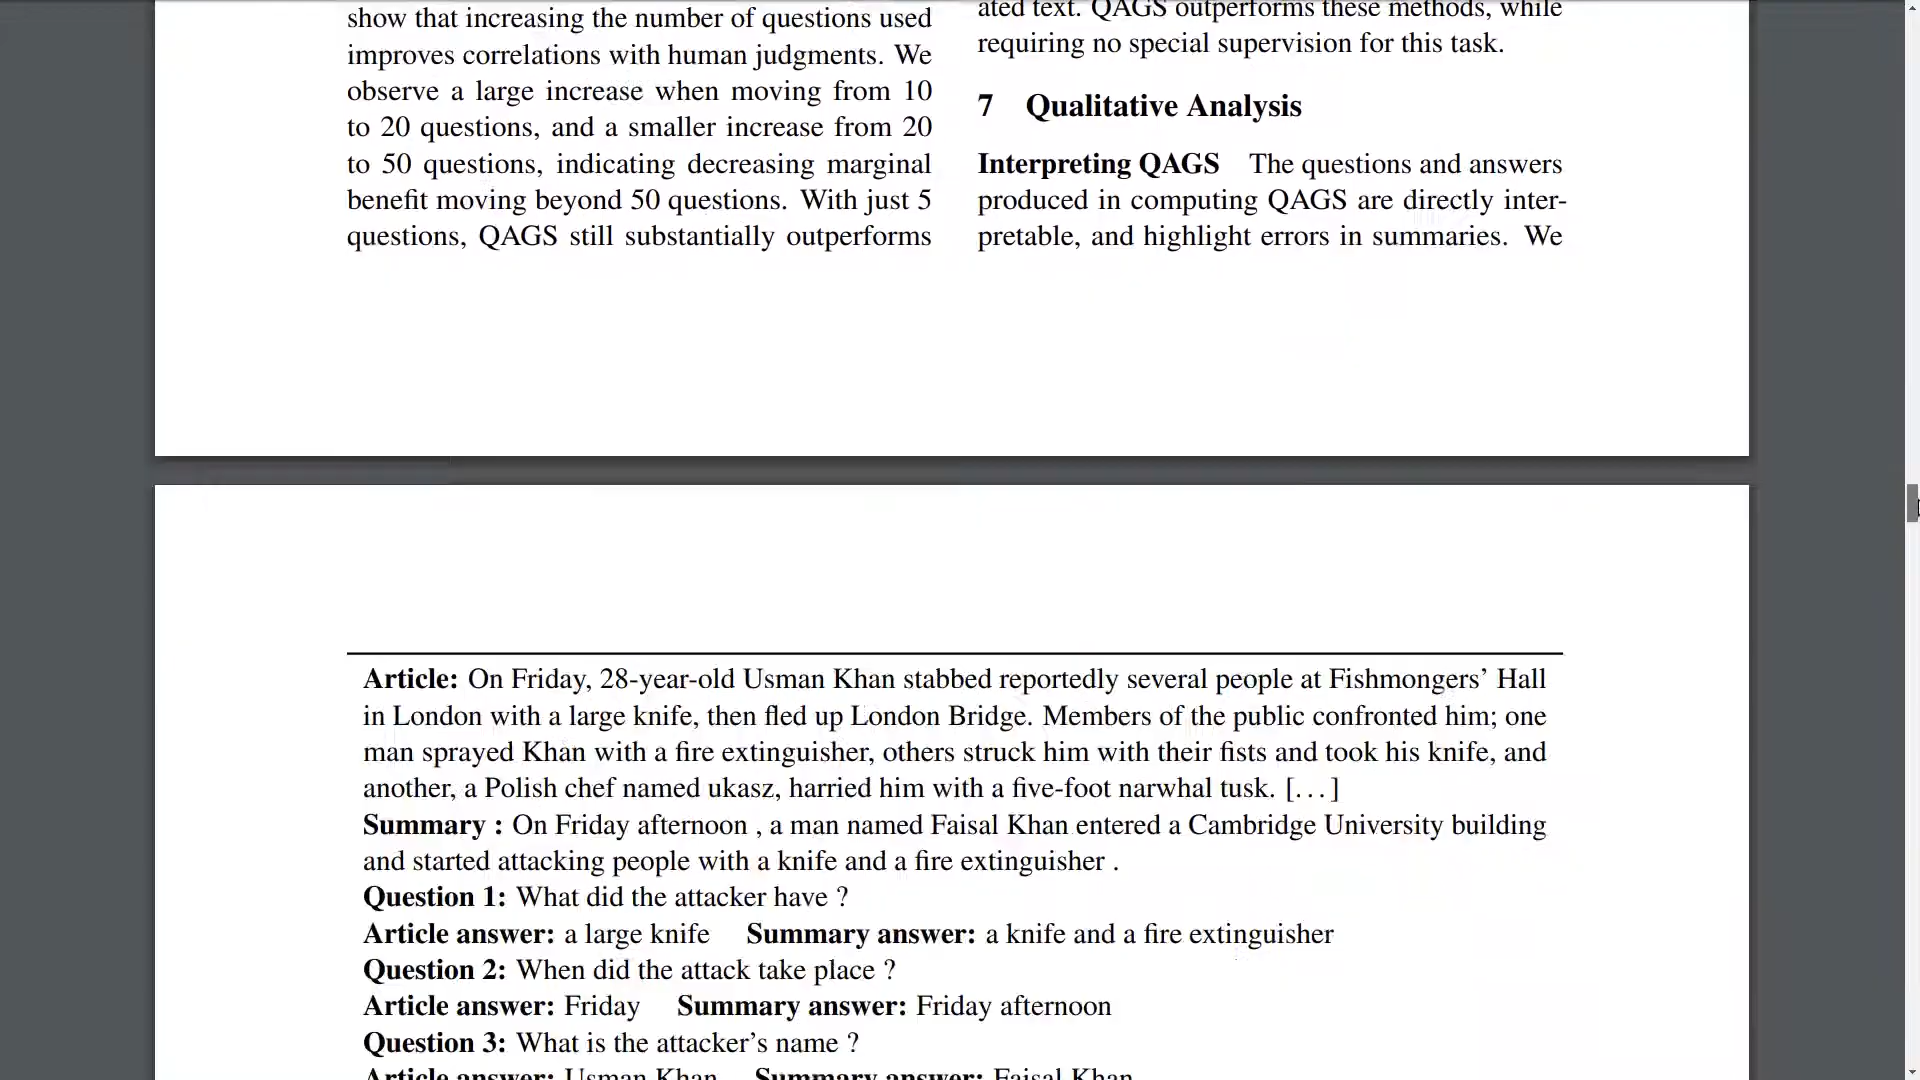 show that increasing the number of questions used
improves correlations with human judgments. We
observe a large increase when moving from 10
to 20 questions, and a smaller increase from 20
to 50 questions, indicating decreasing marginal
benefit moving beyond 50 questions. With just 5
questions, QAGS still substantially outperforms
ated text. QAGS outperforms these methods, while
requiring no special supervision for this task.
7 Qualitative Analysis
Interpreting QAGS The questions and answers
produced in computing QAGS are directly inter-
pretable, and highlight errors in summaries. We
Article: On Friday, 28-year-old Usman Khan stabbed reportedly several people at Fishmongers’ Hall
in London with a large knife, then fled up London Bridge. Members of the public confronted him; one
man sprayed Khan with a fire extinguisher, others struck him with their fists and took his knife, and
another, a Polish chef named ukasz, harried him with a five-foot narwhal tusk. [...]
Summary : On Friday afternoon , a man named Faisal Khan entered a Cambridge University building
and started attacking people with a knife and a fire extinguisher .
Question 1: What did the attacker have ?
Article answer: a large knife Summary answer: a knife and a fire extinguisher
Question 2: When did the attack take place ?
Article answer: Friday Summary answer: Friday afternoon
Question 3: What is the attacker’s name ?
Article answer: Usman Khan Summary answer: Faisal Khan